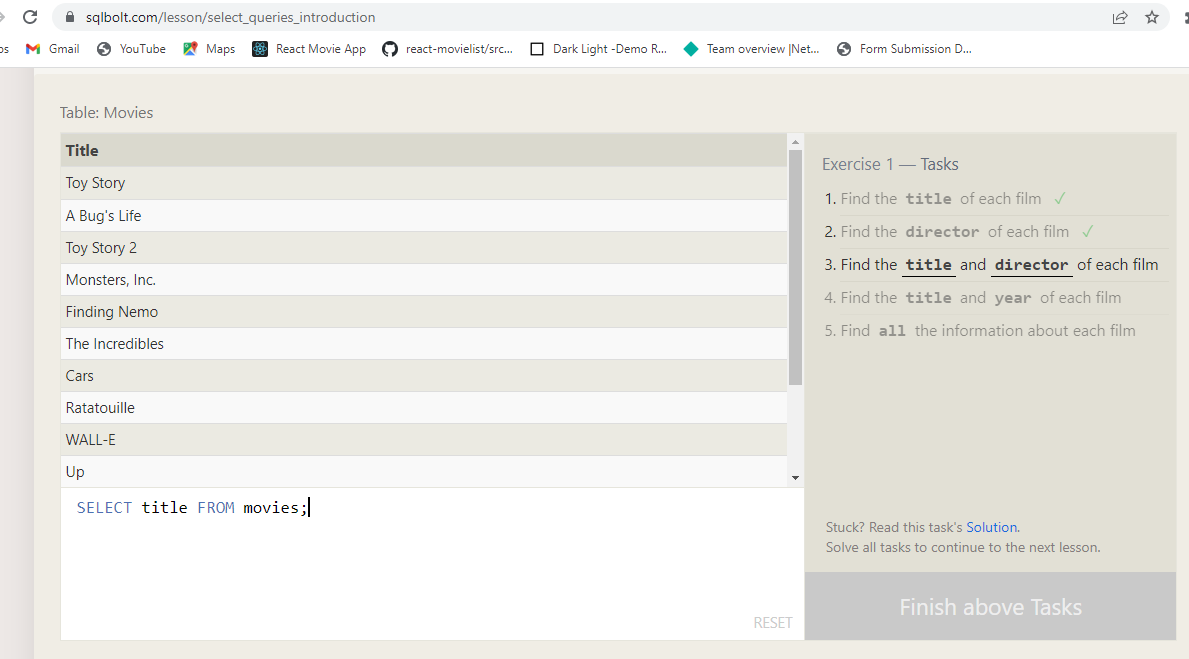 sqlbolt.com/lesson/select_queries_introduction
os Gmail YouTube Maps React Movie App react-movielist/src... Dark Light -Demo R... Team overview |Net... Form Submission D...
Table: Movies
Title
Toy Story
A Bug's Life
Toy Story 2
Monsters, Inc.
Finding Nemo
The Incredibles
Cars
Ratatouille
WALL-E
Up
SELECT title FROM movies;
RESET
Exercise 1 — Tasks
1. Find the title of each film ✓
2. Find the director of each film ✓
3. Find the title and director of each film
4. Find the title and year of each film
5. Find all the information about each film
Stuck? Read this task's Solution.
Solve all tasks to continue to the next lesson.
Finish above Tasks